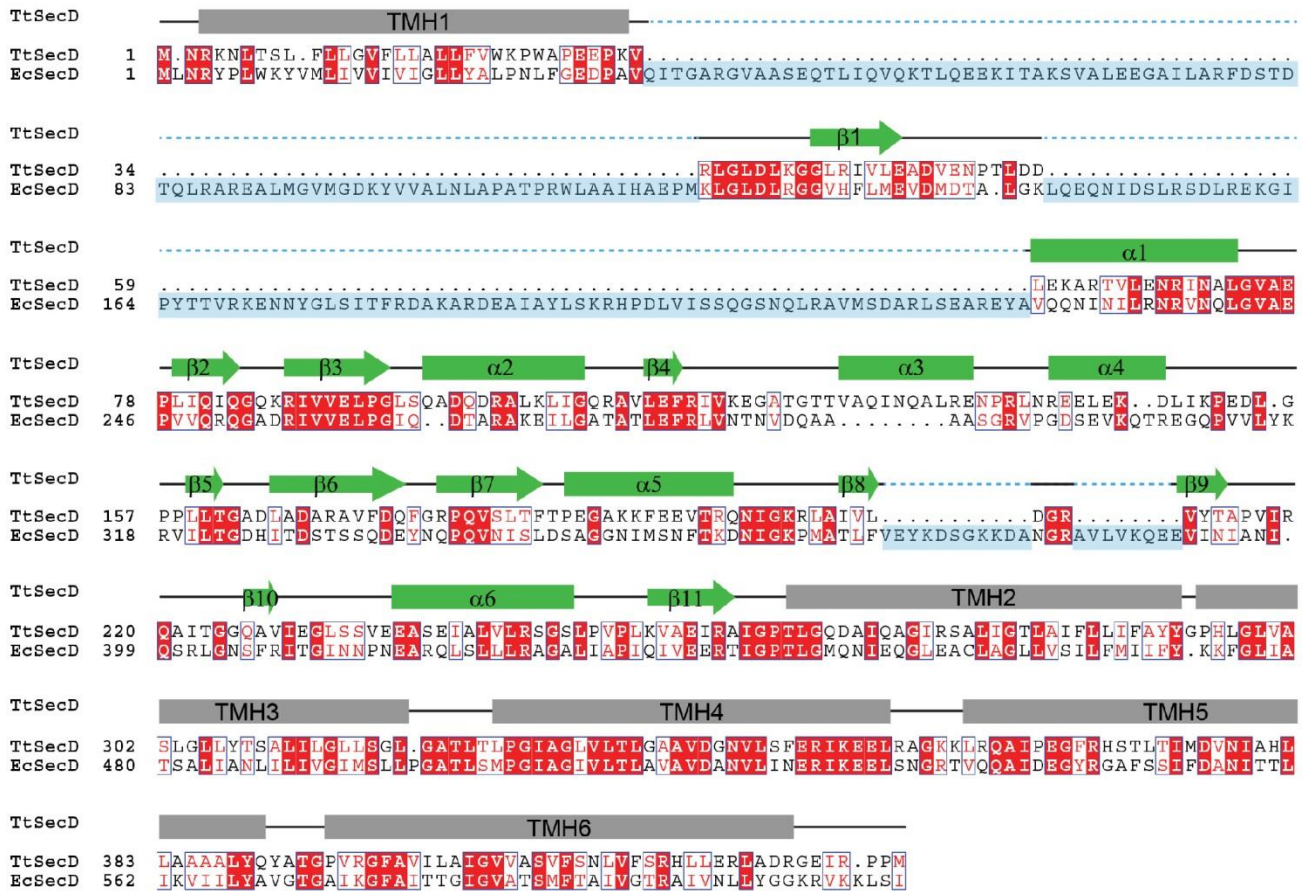 TtSecD TMH1
TtSecD 1 M.NRKNLTSL.FLLGVFLLALLFVWKPWAPEEPKV...............................................
EcSecD 1 MLNRYPLWKYVMLIVVIVIGLLYALPNLFGEDPAVQITGARGVAASEQTLIQVQKTLQEEKITAKSVALEEGAILARFDSTD
TtSecD β1
TtSecD 34 .......................................RLGLDLKGGLRIVLEADVENPTLDD..................
EcSecD 83 TQLRAREALMGVMGDKYVVALNLAPATPRWLAAIHAEPMKLGLDLRGGVHFLMEVDMDTA.LGKLQEQNIDSLRSDLREKGI
TtSecD α1
TtSecD 59 ...............................................................LEKARTVLENRINALGVAE
EcSecD 164 PYTTVRKENNYGLSITFRDAKARDEAIAYLSKRHPDLVISSQGSNQLRAVMSDARLSEAREYAVQQNINILRNRVNQLGVAE
TtSecD β2 β3 α2 β4 α3 α4
TtSecD 78 PLIQIQGQKRIVVELPGLSQADQDRALKLIGQRAVLEFRIVKEGATGTTVAQINQALRENPRLNREELEK..DLIKPEDL.G
EcSecD 246 PVVQRQGADRIVVELPGIQ..DTARAKEILGATATLEFRLVNTNVDQAA........ASGRVPGDSEVKQTREGQPVVLYK
TtSecD β5 β6 β7 α5 β8 β9
TtSecD 157 PPLLTGADLADARAVFDQFGRPQVSLTFTPEGAKKFEEVTRQNIGKRLAIVL...........DGR........VYTAPVIR
EcSecD 318 RVILTGDHITDSTSSQDEYNQPQVNISLDSAGGNIMSNFTKDNIGKPMATLFVEYKDSGKKDANGRAVLVKQEEVINIANI.
TtSecD β10 α6 β11 TMH2
TtSecD 220 QAITGGQAVIEGLSSVEEASEIALVLRSGSLPVPLKVAEIRAIGPTLGQDAIQAGIRSALIGTLAIFLLIFAYYGPHLGLVA
EcSecD 399 QSRLGNSFRITGINNPNEARQLSLLLRAGALIAPIQIVEERTIGPTLGMQNIEQGLEACLAGLLVSILFMIIFY.KKFGLIA
TtSecD TMH3 TMH4 TMH5
TtSecD 302 SLGLLYTSALILGLLSGL.GATLTLPGIAGLVLTLGAAVDGNVLSFERIKEELRAGKKLRQAIPEGFRHSTLTIMDVNIAHL
EcSecD 480 TSALIANLILIVGIMSLLPGATLSMPGIAGIVLTLAVAVDANVLINERIKEELSNGRTVQQAIDEGYRGAFSSIFDANITTL
TtSecD TMH6
TtSecD 383 LAAAALYQYATGPVRGFAVILAIGVVASVFSNLVFSRHLLERLADRGEIR.PPM
EcSecD 562 IKVIILYAVGTGAIKGFAITTGIGVATSMFTAIVGTRAIVNLLYGGKRVKKLSI